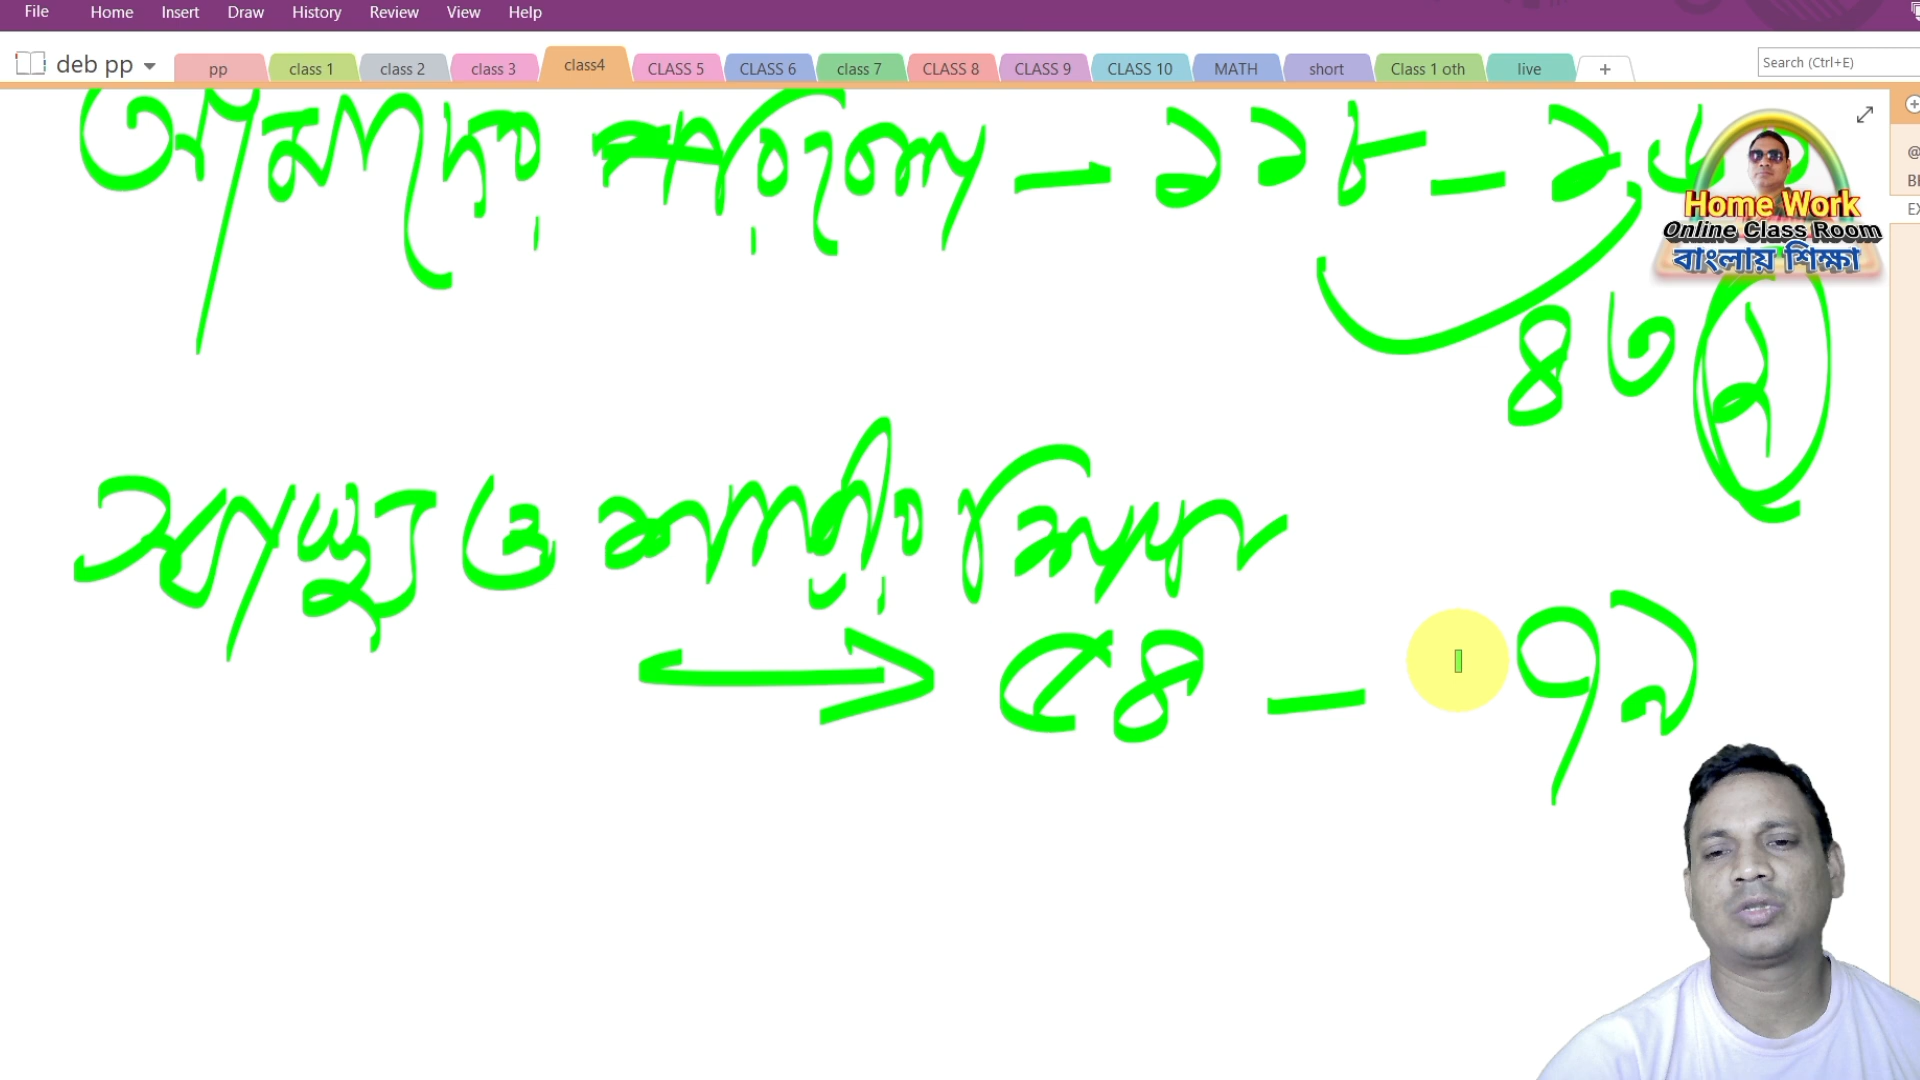 File Home Insert Draw History Review View Help
deb pp pp class 1 class 2 class 3 class4 CLASS 5 CLASS 6 class 7 CLASS 8 CLASS 9 CLASS 10 MATH short Class 1 oth live + Search (Ctrl+E)
আমাদের পরিবেশ — ১১৮ —
Home Work
Online Class Room
বাংলায় শিক্ষা
৪৩ ২
স্বাস্থ্য ও শারীর শিক্ষা
৫৪ — ৭৯